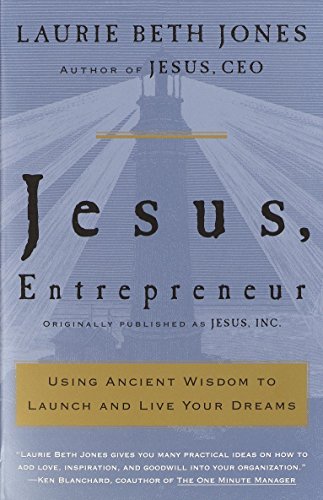 LAURIE BETH JONES
AUTHOR OF JESUS, CEO
Jesus,
Entrepreneur
ORIGINALLY PUBLISHED AS JESUS, INC.
USING ANCIENT WISDOM TO
LAUNCH AND LIVE YOUR DREAMS
"LAURIE BETH JONES GIVES YOU MANY PRACTICAL IDEAS ON HOW TO
ADD LOVE, INSPIRATION, AND GOODWILL INTO YOUR ORGANIZATION."
—KEN BLANCHARD, COAUTHOR OF THE ONE MINUTE MANAGER